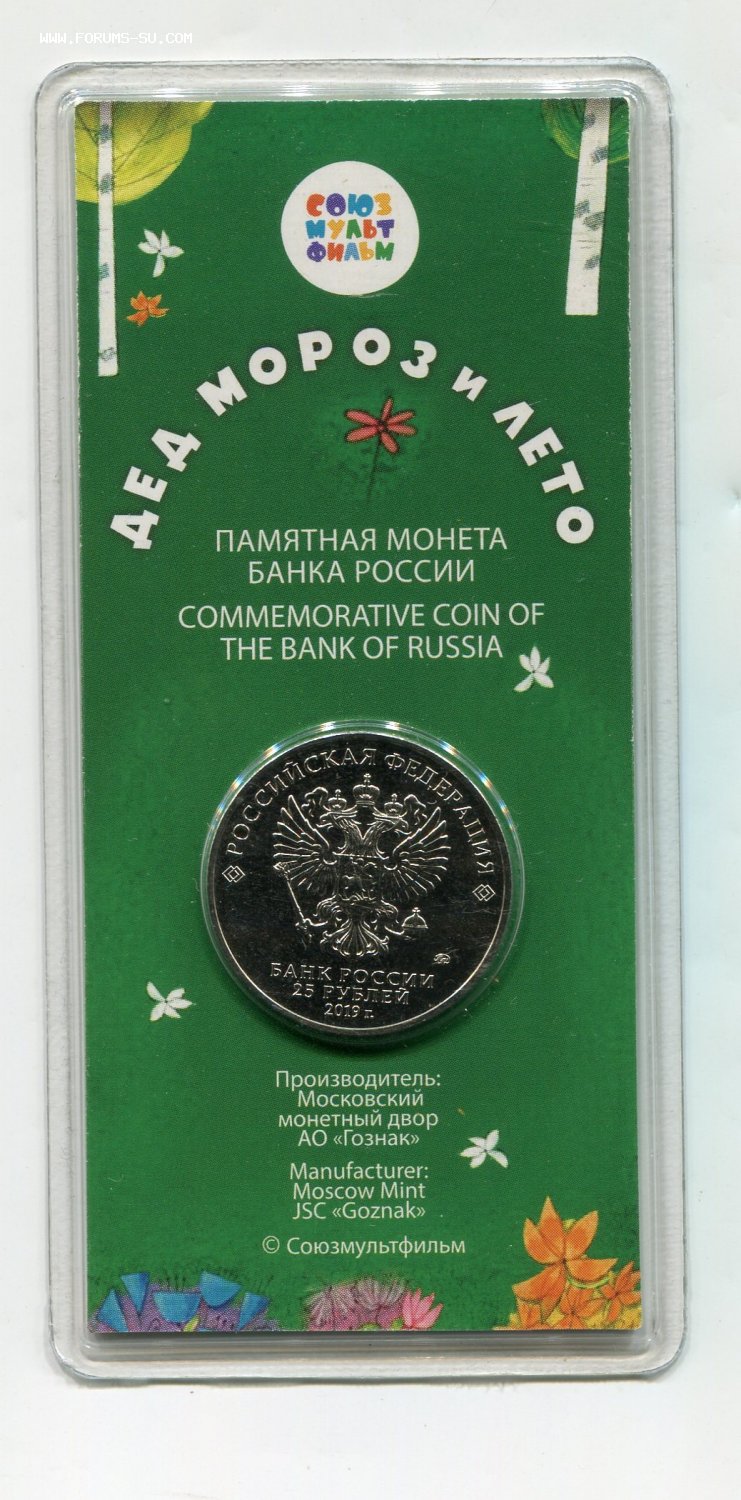 WWW.FORUMS-SU.COM
СОЮЗ
МУЛЬТ
ФИЛЬМ
ДЕД МОРОЗ И ЛЕТО
ПАМЯТНАЯ МОНЕТА
БАНКА РОССИИ
COMMEMORATIVE COIN OF
THE BANK OF RUSSIA
РОССИЙСКАЯ ФЕДЕРАЦИЯ
БАНК РОССИИ
25 РУБЛЕЙ
2019 г.
Производитель:
Московский
монетный двор
АО «Гознак»
Manufacturer:
Moscow Mint
JSC «Goznak»
© Союзмультфильм